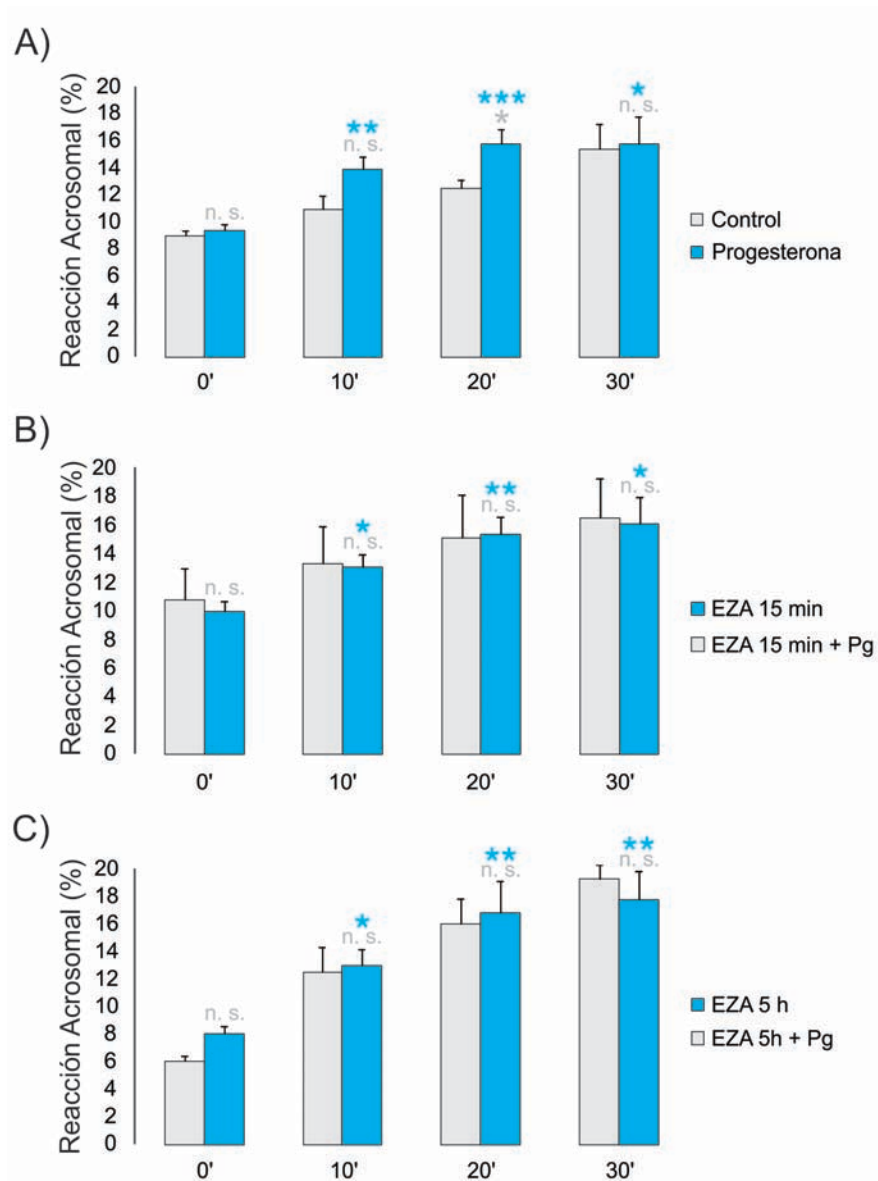 A)
Reacción Acrosomal (%)
20
18
16
14
12
10
8
6
4
2
0
n. s.
**
n. s.
***
*
*
n. s.
0'
10'
20'
30'
Control
Progesterona
B)
Reacción Acrosomal (%)
20
18
16
14
12
10
8
6
4
2
0
n. s.
*
n. s.
**
n. s.
*
n. s.
0'
10'
20'
30'
EZA 15 min
EZA 15 min + Pg
C)
Reacción Acrosomal (%)
20
18
16
14
12
10
8
6
4
2
0
n. s.
*
n. s.
**
n. s.
**
n. s.
0'
10'
20'
30'
EZA 5 h
EZA 5h + Pg